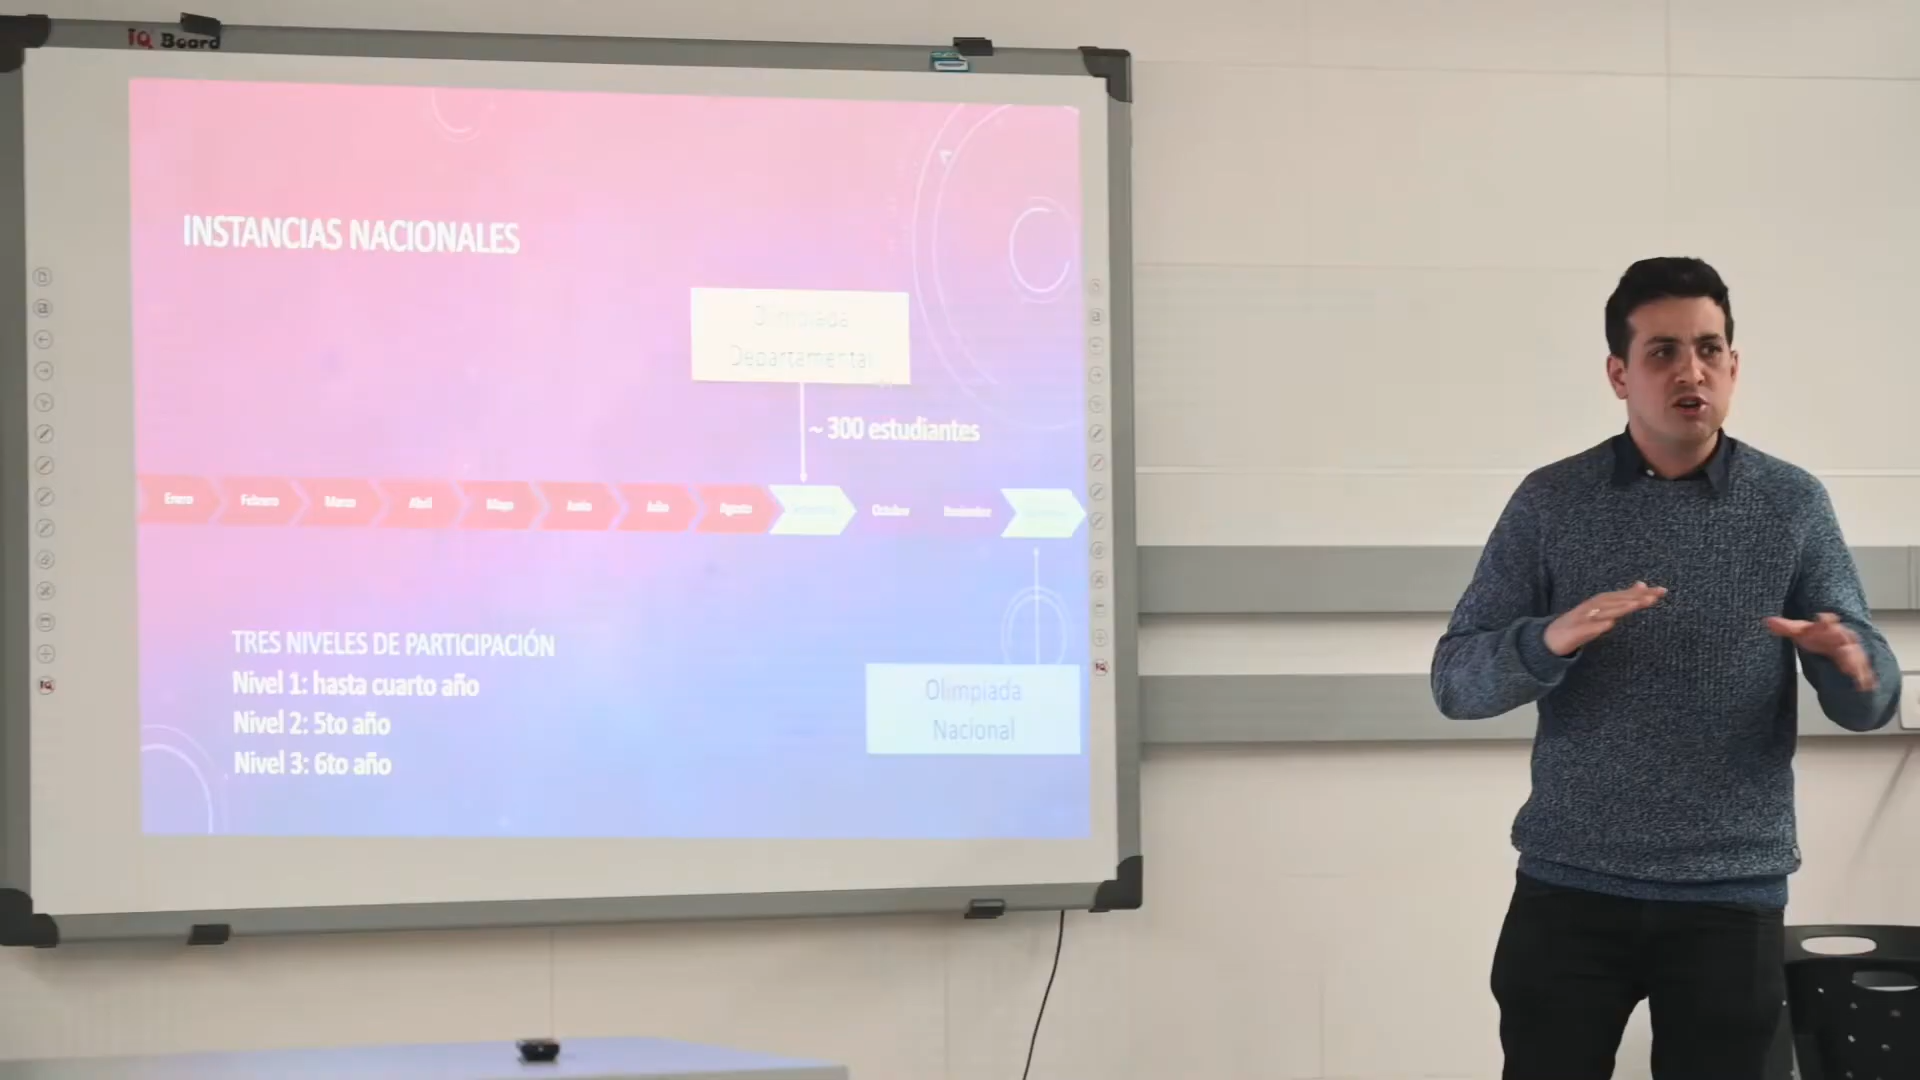 IQ Board
INSTANCIAS NACIONALES
Olimpiada
Departamental
~ 300 estudiantes
Enero Febrero Marzo Abril Mayo Junio Julio Agosto Octubre Noviembre
TRES NIVELES DE PARTICIPACIÓN
Nivel 1: hasta cuarto año
Nivel 2: 5to año
Nivel 3: 6to año
Olimpiada
Nacional